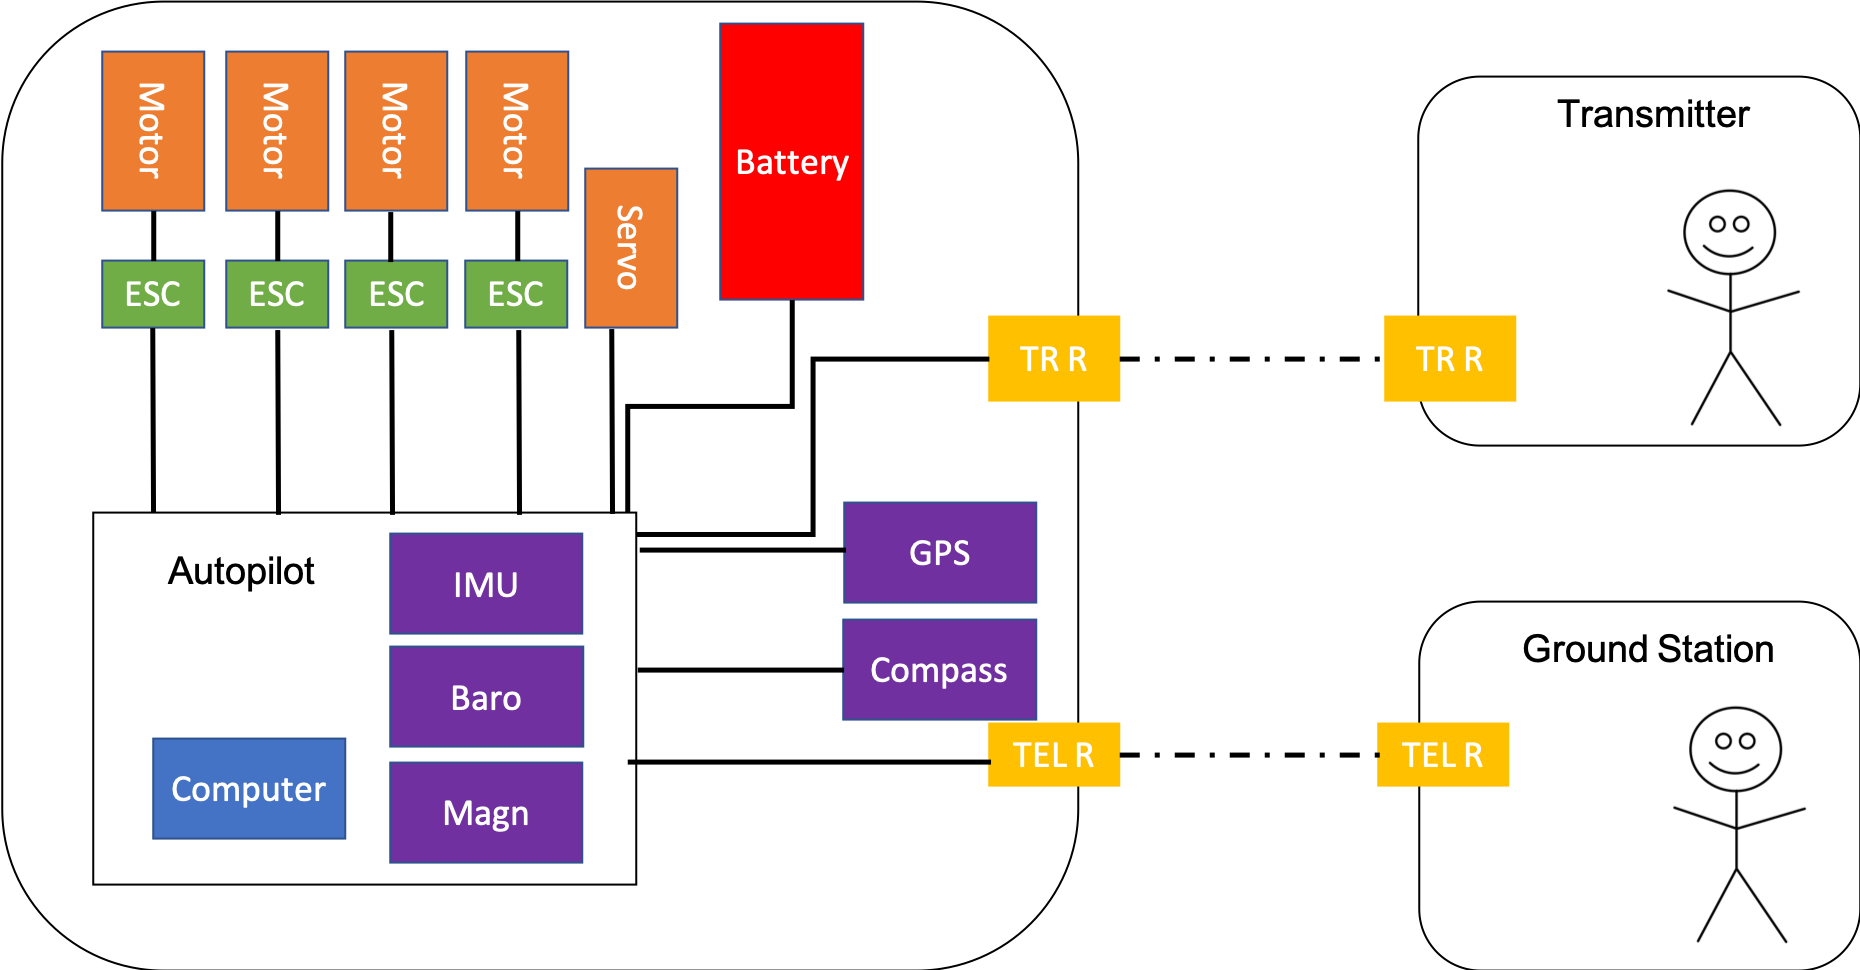 Motor
Motor
Motor
Motor
Servo
Battery
ESC
ESC
ESC
ESC
TR R
TR R
Transmitter
Autopilot
IMU
Baro
Magn
Computer
GPS
Compass
TEL R
TEL R
Ground Station